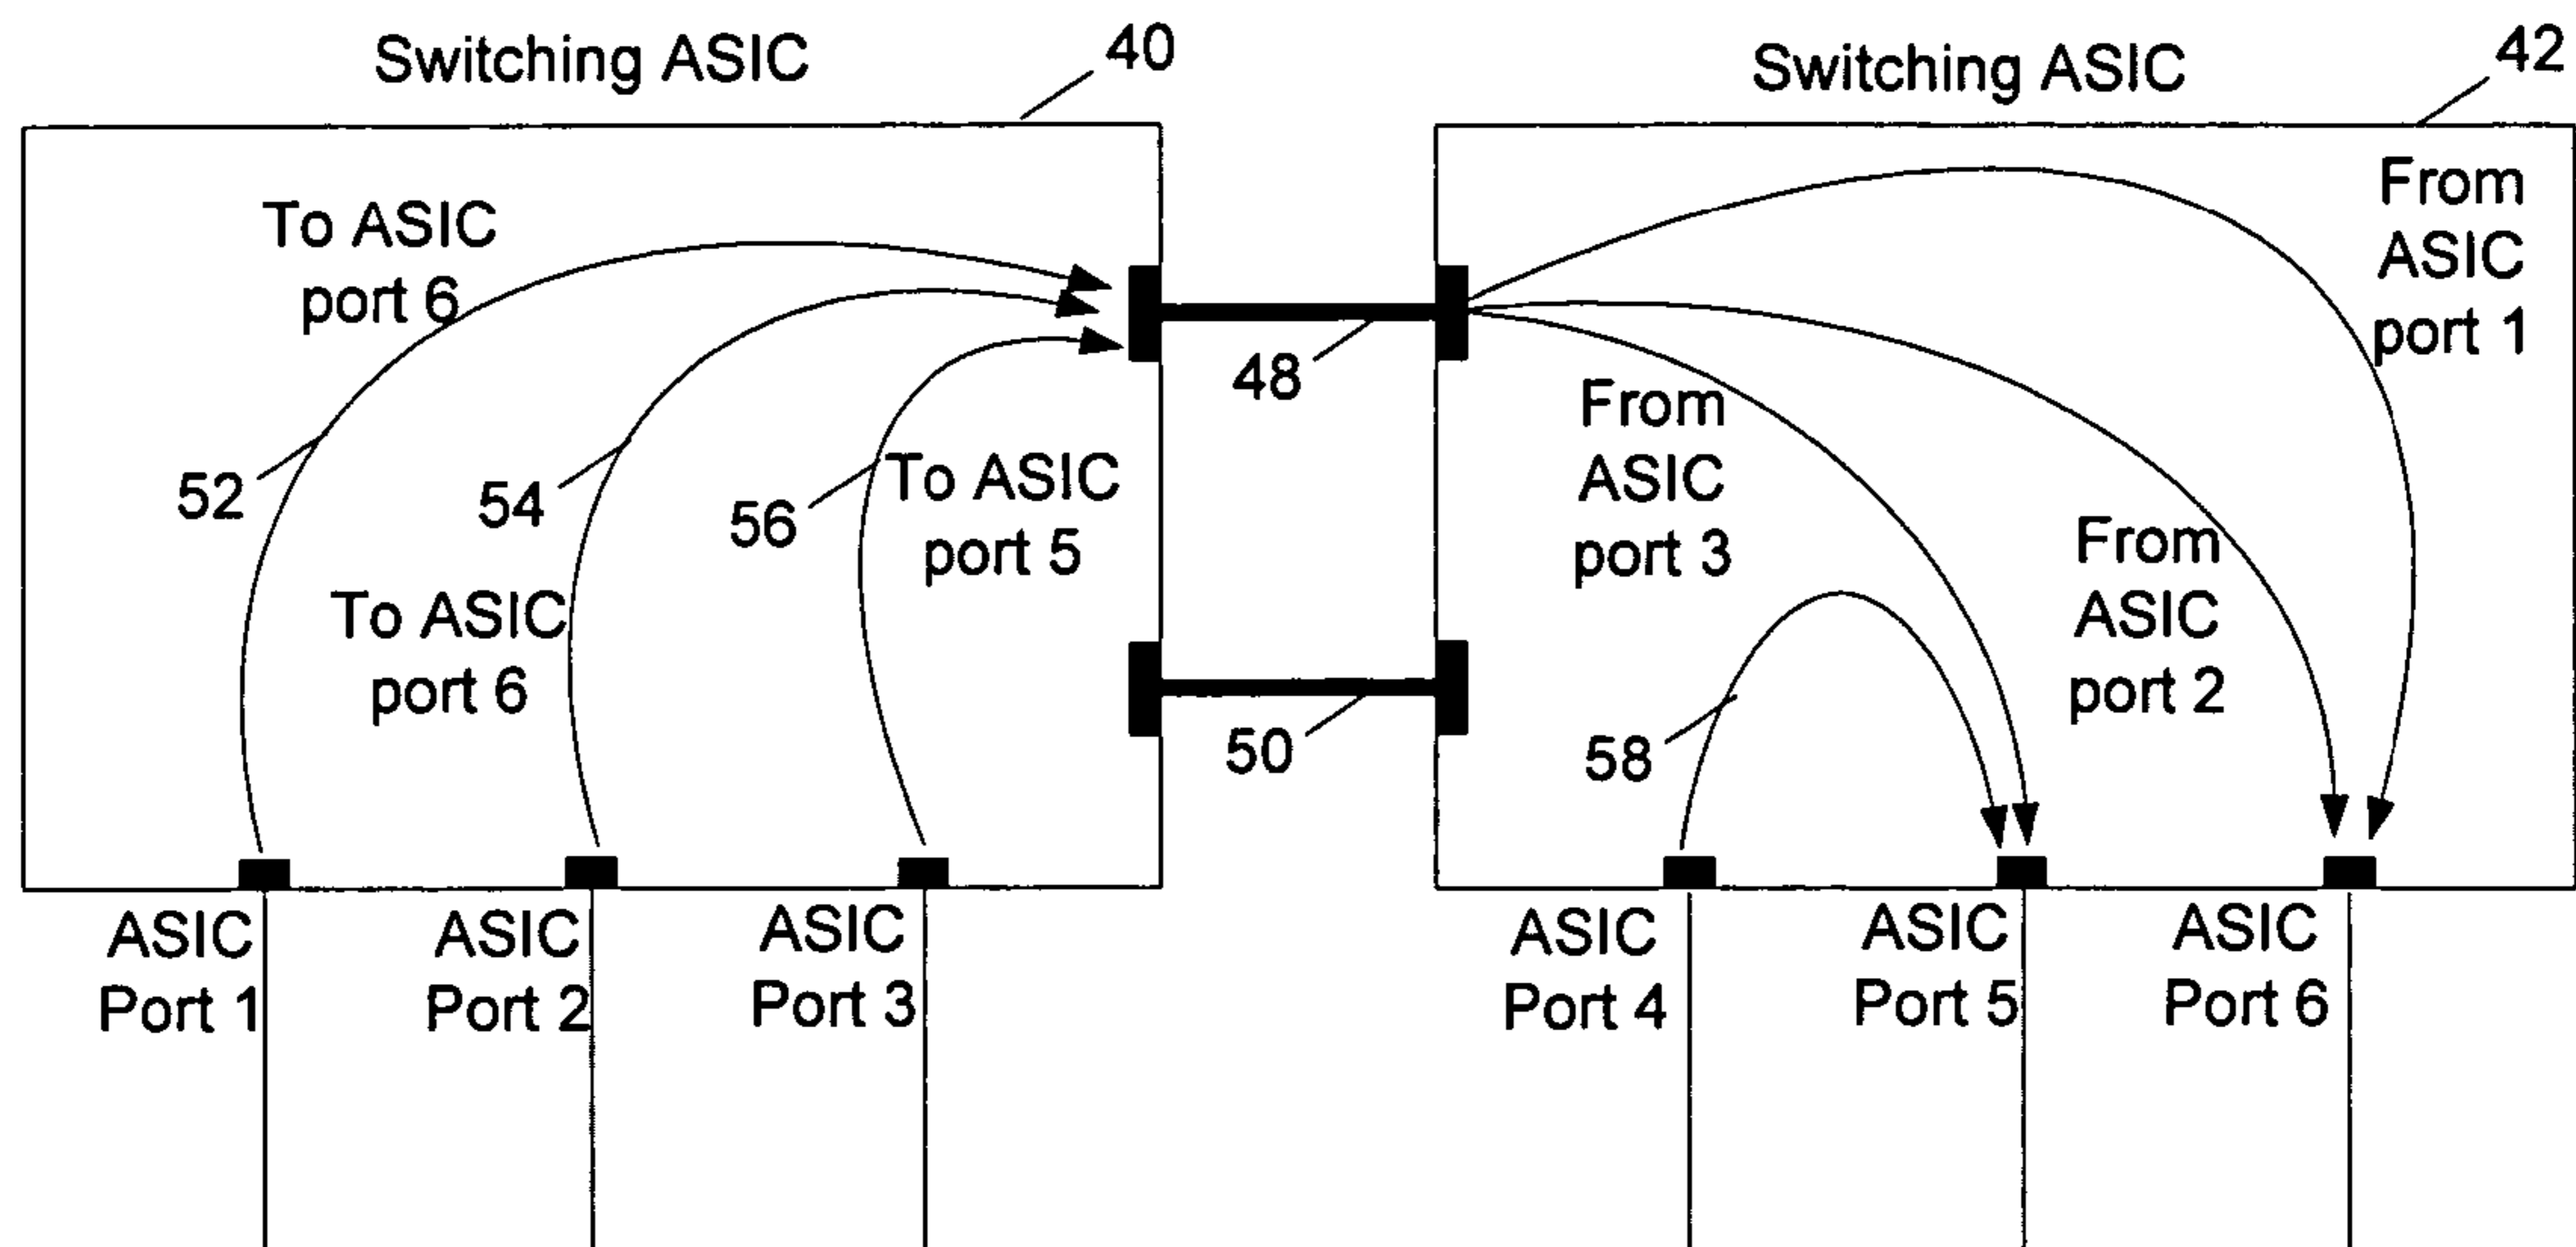 Switching ASIC
40
Switching ASIC
42
To ASIC
port 6
52
To ASIC
port 6
54
To ASIC
port 5
56
48
50
From
ASIC
port 1
From
ASIC
port 3
From
ASIC
port 2
58
ASIC
Port 1
ASIC
Port 2
ASIC
Port 3
ASIC
Port 4
ASIC
Port 5
ASIC
Port 6